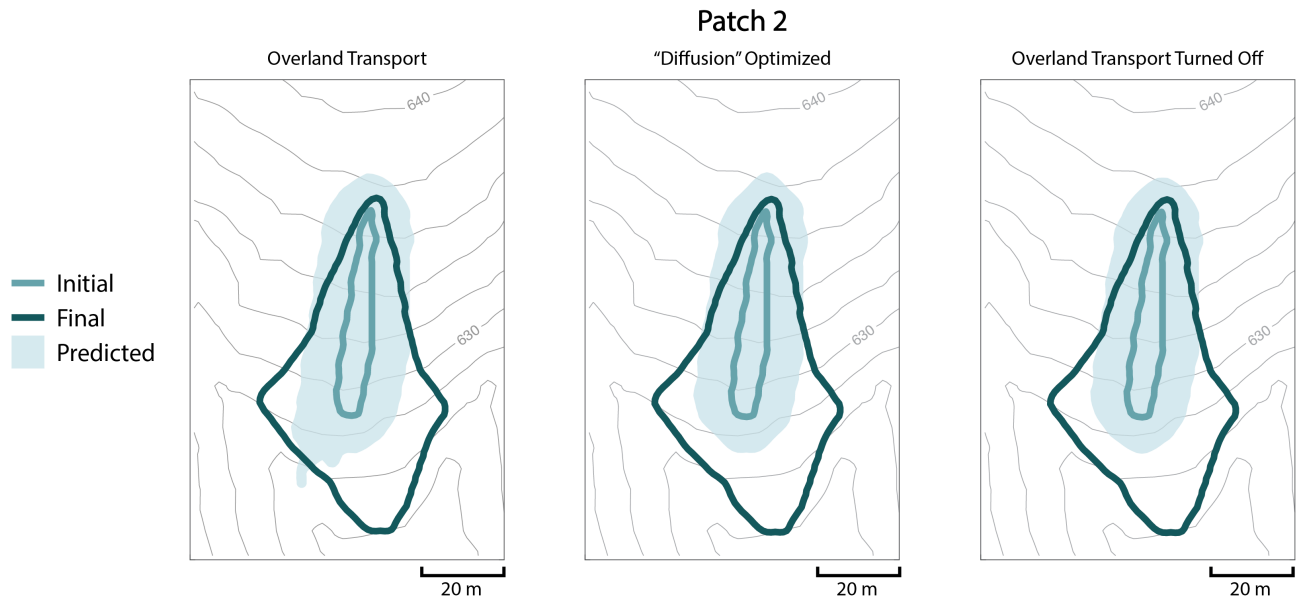 Patch 2
Overland Transport
“Diffusion” Optimized
Overland Transport Turned Off
640
640
640
Initial
Final
Predicted
630
630
630
20 m
20 m
20 m